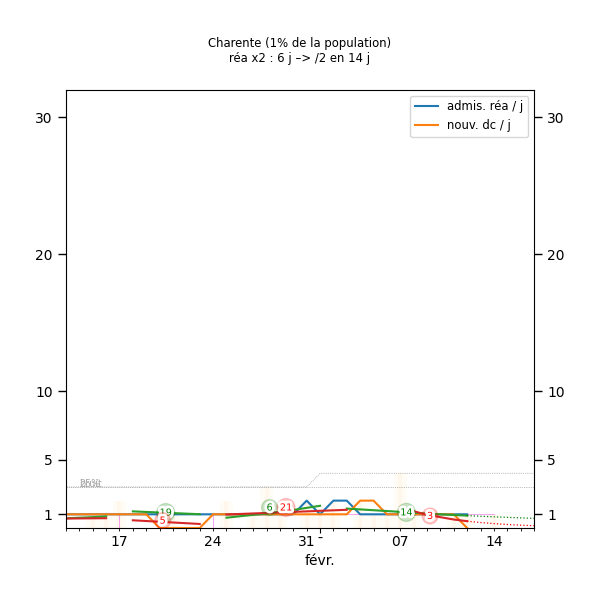 Charente (1% de la population)
réa x2 : 6 j –> /2 en 14 j
admis. réa / j
nouv. dc / j
30 30
20 20
10 10
5 5
1 1
19
5
6
21
14
3
17 24 31 07 14
févr.